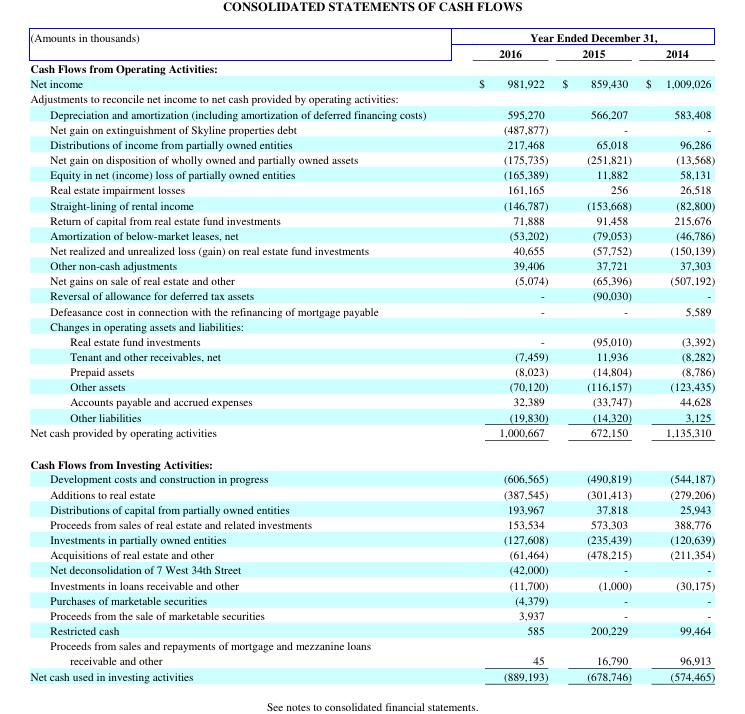 CONSOLIDATED STATEMENTS OF CASH FLOWS
(Amounts in thousands) Year Ended December 31,
2016 2015 2014
Cash Flows from Operating Activities:
Net income $ 981,922 $ 859,430 $ 1,009,026
Adjustments to reconcile net income to net cash provided by operating activities:
Depreciation and amortization (including amortization of deferred financing costs) 595,270 566,207 583,408
Net gain on extinguishment of Skyline properties debt (487,877) - -
Distributions of income from partially owned entities 217,468 65,018 96,286
Net gain on disposition of wholly owned and partially owned assets (175,735) (251,821) (13,568)
Equity in net (income) loss of partially owned entities (165,389) 11,882 58,131
Real estate impairment losses 161,165 256 26,518
Straight-lining of rental income (146,787) (153,668) (82,800)
Return of capital from real estate fund investments 71,888 91,458 215,676
Amortization of below-market leases, net (53,202) (79,053) (46,786)
Net realized and unrealized loss (gain) on real estate fund investments 40,655 (57,752) (150,139)
Other non-cash adjustments 39,406 37,721 37,303
Net gains on sale of real estate and other (5,074) (65,396) (507,192)
Reversal of allowance for deferred tax assets - (90,030) -
Defeasance cost in connection with the refinancing of mortgage payable - - 5,589
Changes in operating assets and liabilities:
Real estate fund investments - (95,010) (3,392)
Tenant and other receivables, net (7,459) 11,936 (8,282)
Prepaid assets (8,023) (14,804) (8,786)
Other assets (70,120) (116,157) (123,435)
Accounts payable and accrued expenses 32,389 (33,747) 44,628
Other liabilities (19,830) (14,320) 3,125
Net cash provided by operating activities 1,000,667 672,150 1,135,310
Cash Flows from Investing Activities:
Development costs and construction in progress (606,565) (490,819) (544,187)
Additions to real estate (387,545) (301,413) (279,206)
Distributions of capital from partially owned entities 193,967 37,818 25,943
Proceeds from sales of real estate and related investments 153,534 573,303 388,776
Investments in partially owned entities (127,608) (235,439) (120,639)
Acquisitions of real estate and other (61,464) (478,215) (211,354)
Net deconsolidation of 7 West 34th Street (42,000) - -
Investments in loans receivable and other (11,700) (1,000) (30,175)
Purchases of marketable securities (4,379) - -
Proceeds from the sale of marketable securities 3,937 - -
Restricted cash 585 200,229 99,464
Proceeds from sales and repayments of mortgage and mezzanine loans
receivable and other 45 16,790 96,913
Net cash used in investing activities (889,193) (678,746) (574,465)
See notes to consolidated financial statements.